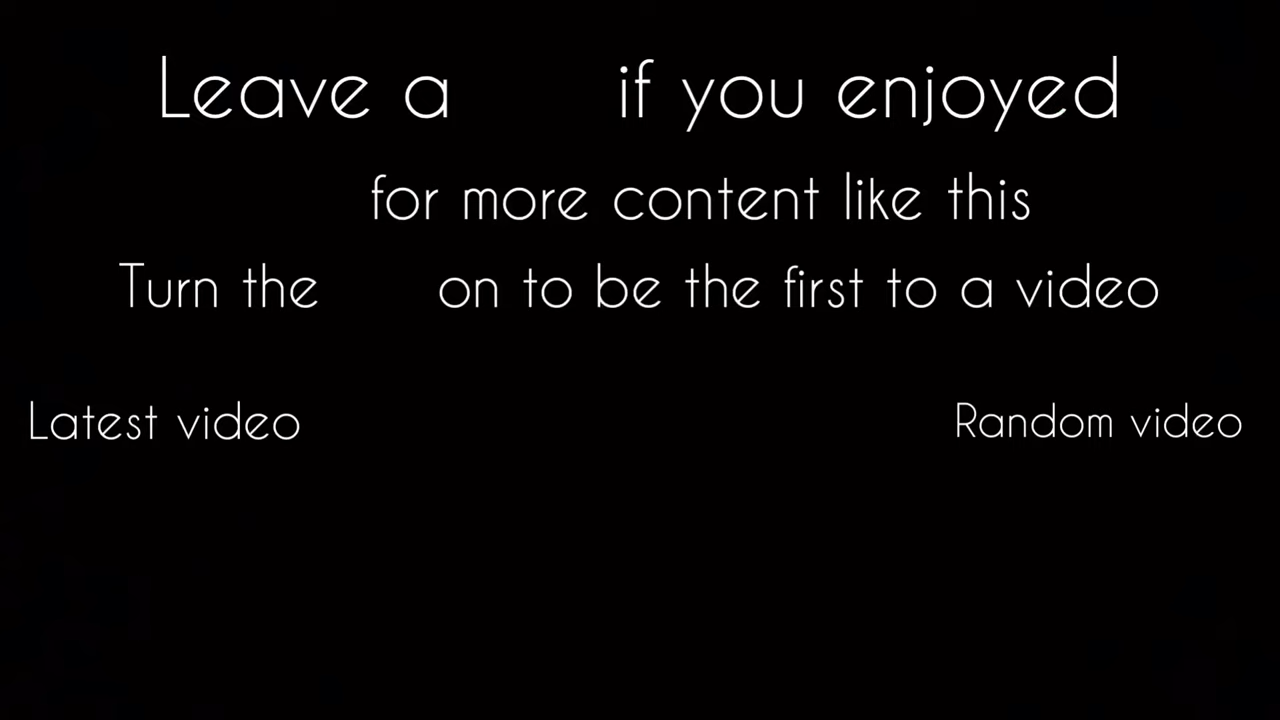 Leave a if you enjoyed
for more content like this
Turn the on to be the first to a video
Latest video
Random video